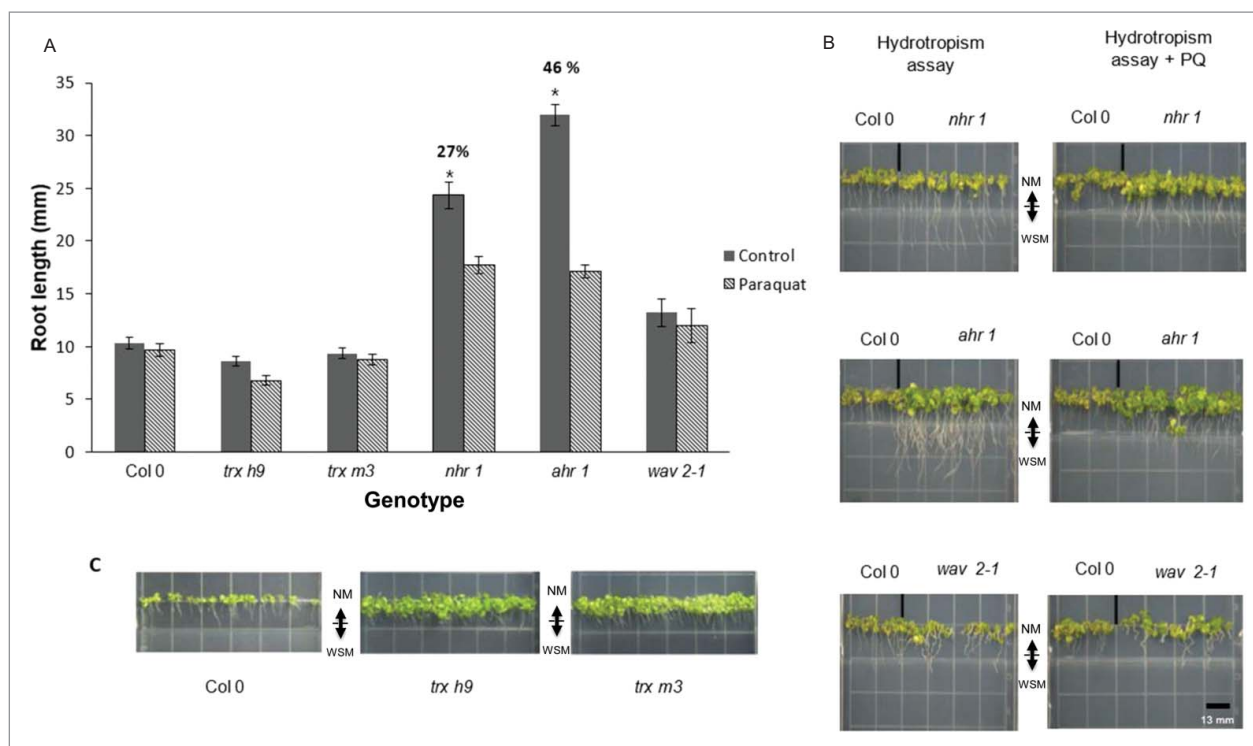 A
46 %
*
27%
*
35
30
25
20
15
10
5
0
Root length (mm)
Control
Paraquat
Col 0 trx h9 trx m3 nhr 1 ahr 1 wav 2-1
Genotype
B
Hydrotropism
assay
Hydrotropism
assay + PQ
Col 0 nhr 1 Col 0 nhr 1
NM
WSM
Col 0 ahr 1 Col 0 ahr 1
NM
WSM
Col 0 wav 2-1 Col 0 wav 2-1
NM
WSM
13 mm
C
NM NM
WSM WSM
Col 0 trx h9 trx m3